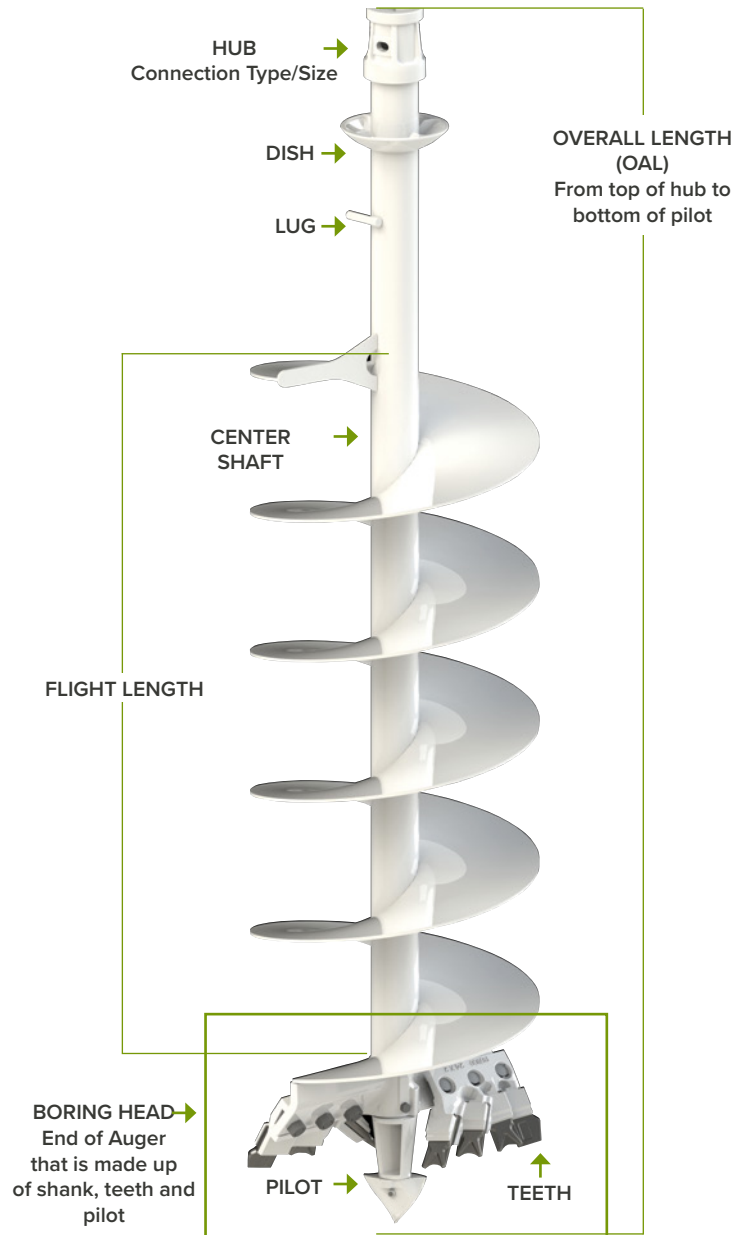 HUB
Connection Type/Size
OVERALL LENGTH
(OAL)
From top of hub to
bottom of pilot
DISH
LUG
CENTER
SHAFT
FLIGHT LENGTH
BORING HEAD
End of Auger
that is made up
of shank, teeth and
pilot
PILOT
TEETH